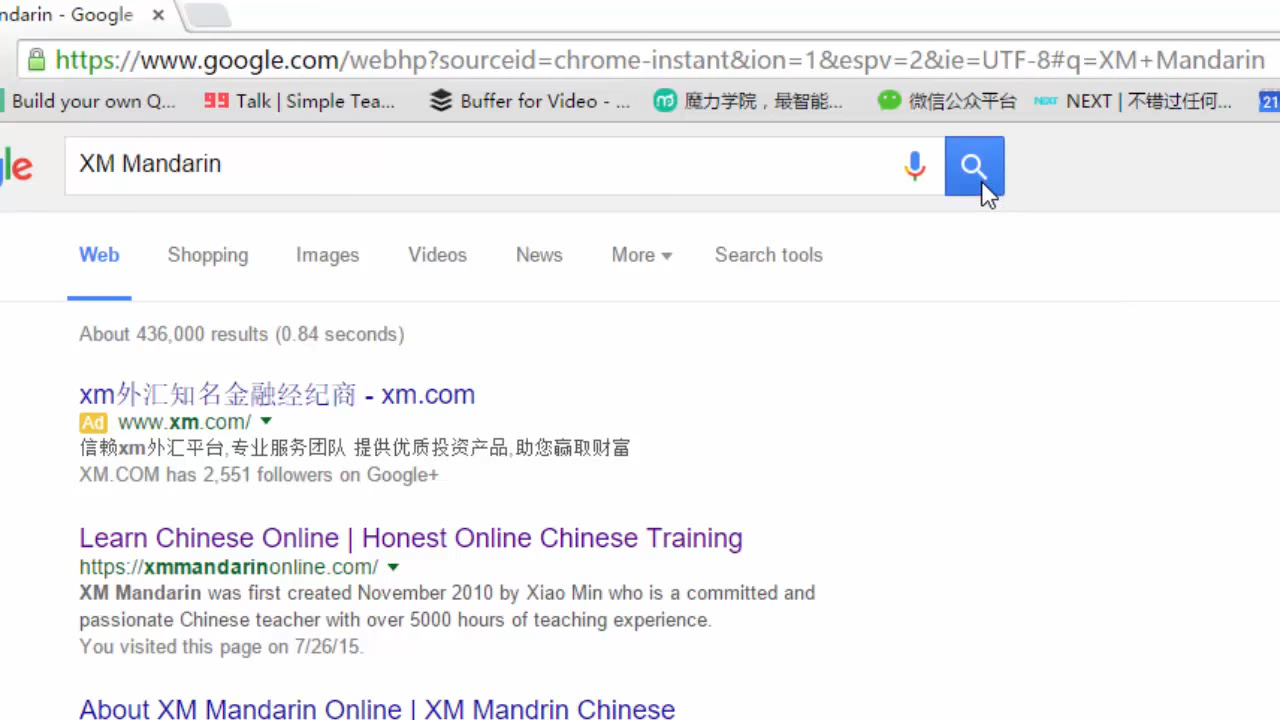 ndarin - Google
https://www.google.com/webhp?sourceid=chrome-instant&ion=1&espv=2&ie=UTF-8#q=XM+Mandarin
Build your own Q... 99 Talk | Simple Tea... Buffer for Video - ... 魔力学院，最智能... 微信公众平台 NEXT NEXT | 不错过任何... 21
le XM Mandarin
Web Shopping Images Videos News More Search tools
About 436,000 results (0.84 seconds)
xm外汇知名金融经纪商 - xm.com
Ad www.xm.com/
信赖xm外汇平台,专业服务团队 提供优质投资产品,助您赢取财富
XM.COM has 2,551 followers on Google+
Learn Chinese Online | Honest Online Chinese Training
https://xmmandarinonline.com/
XM Mandarin was first created November 2010 by Xiao Min who is a committed and
passionate Chinese teacher with over 5000 hours of teaching experience.
You visited this page on 7/26/15.
About XM Mandarin Online | XM Mandrin Chinese